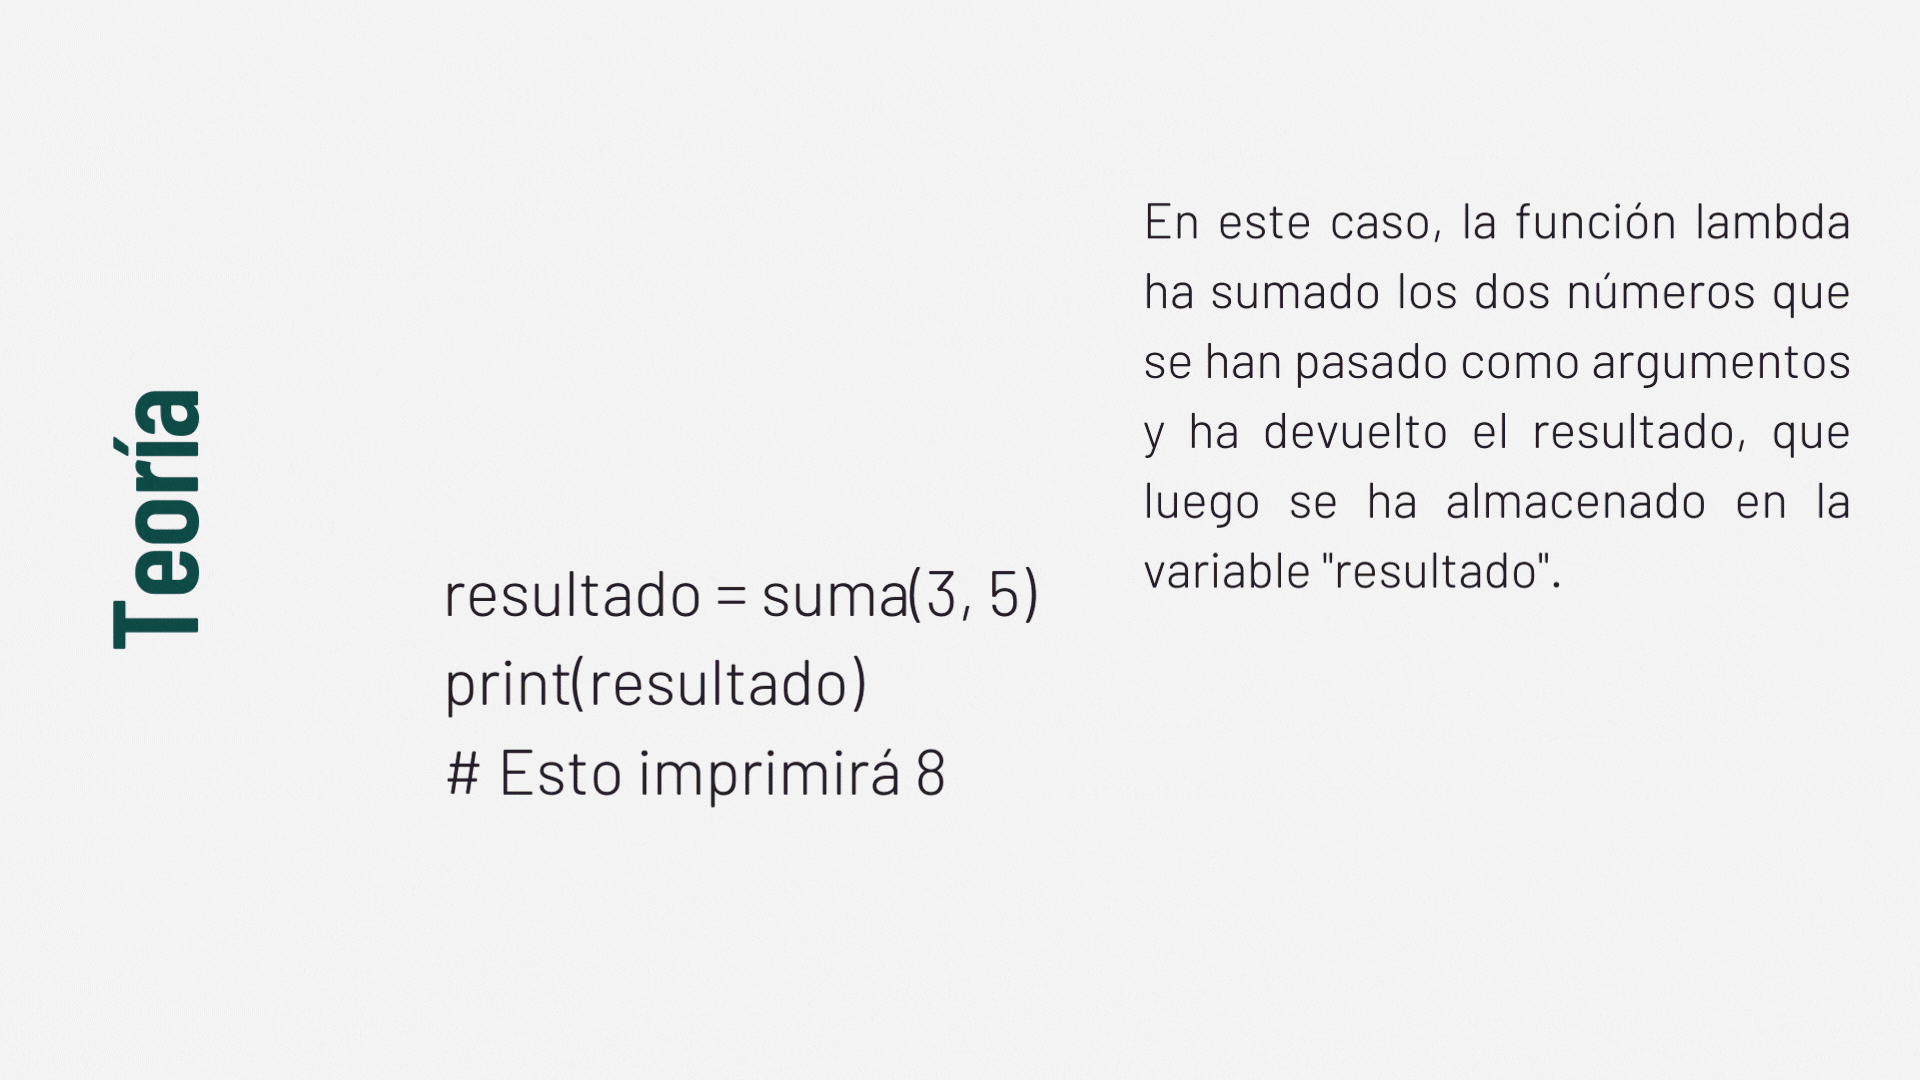 Teoría
resultado = suma(3, 5)
print(resultado)
# Esto imprimirá 8
En este caso, la función lambda
ha sumado los dos números que
se han pasado como argumentos
y ha devuelto el resultado, que
luego se ha almacenado en la
variable "resultado".